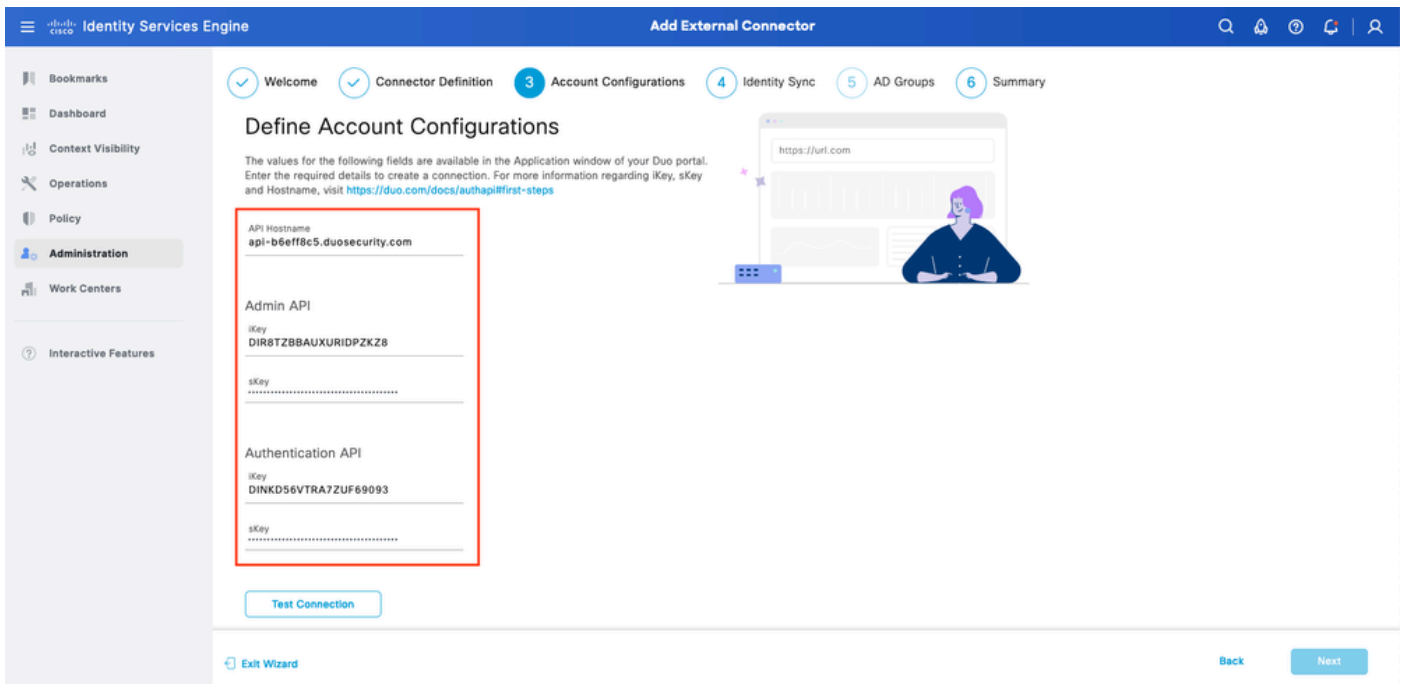 cisco Identity Services Engine
Add External Connector
Bookmarks
Dashboard
Context Visibility
Operations
Policy
Administration
Work Centers
Interactive Features
Welcome
Connector Definition
3 Account Configurations
4 Identity Sync
5 AD Groups
6 Summary
Define Account Configurations
The values for the following fields are available in the Application window of your Duo portal.
Enter the required details to create a connection. For more information regarding iKey, sKey
and Hostname, visit https://duo.com/docs/authapi#first-steps
https://url.com
API Hostname
api-b6eff8c5.duosecurity.com
Admin API
iKey
DIR8TZBBAUXURIDPZKZ8
sKey
Authentication API
iKey
DINKD56VTRA7ZUF69093
sKey
Test Connection
Exit Wizard
Back
Next